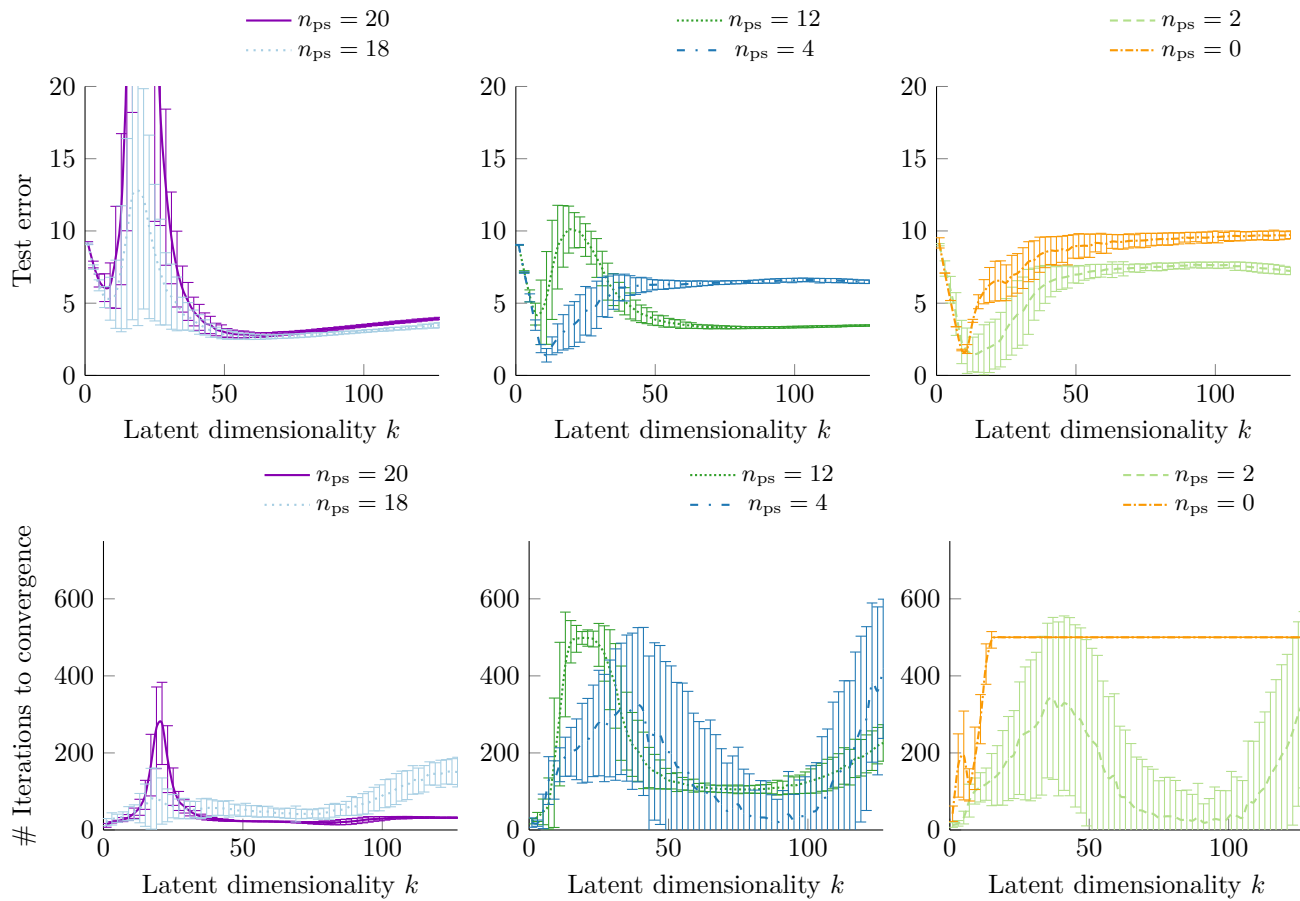 n_ps = 20
n_ps = 18
n_ps = 12
n_ps = 4
n_ps = 2
n_ps = 0
Test error
20
15
10
5
0
0 50 100
Latent dimensionality k
20
15
10
5
0
0 50 100
Latent dimensionality k
20
15
10
5
0
0 50 100
Latent dimensionality k
n_ps = 20
n_ps = 18
n_ps = 12
n_ps = 4
n_ps = 2
n_ps = 0
# Iterations to convergence
600
400
200
0
0 50 100
Latent dimensionality k
600
400
200
0
0 50 100
Latent dimensionality k
600
400
200
0
0 50 100
Latent dimensionality k